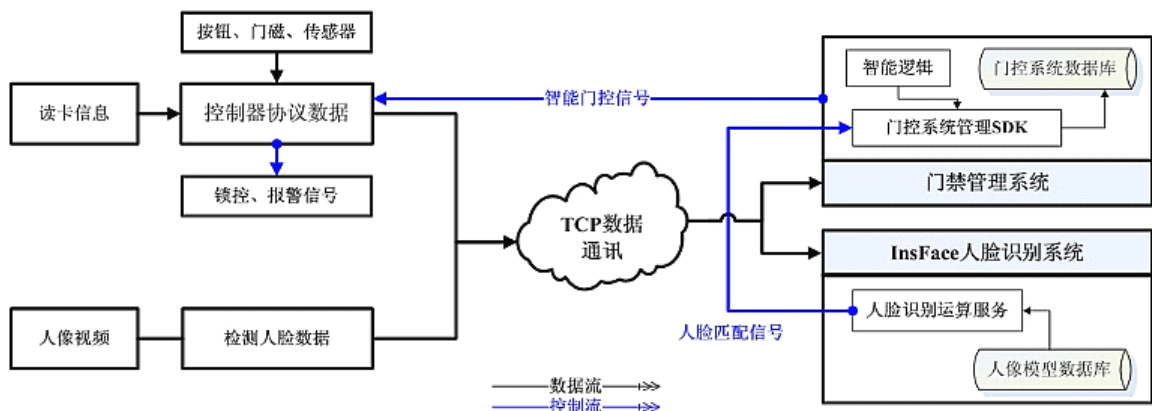 按钮、门磁、传感器
读卡信息
控制器协议数据
锁控、报警信号
人像视频
检测人脸数据
智能门控信号
TCP数据
通讯
人脸匹配信号
智能逻辑
门控系统数据库
门控系统管理SDK
门禁管理系统
InsFace人脸识别系统
人脸识别运算服务
人像模型数据库
数据流
控制流